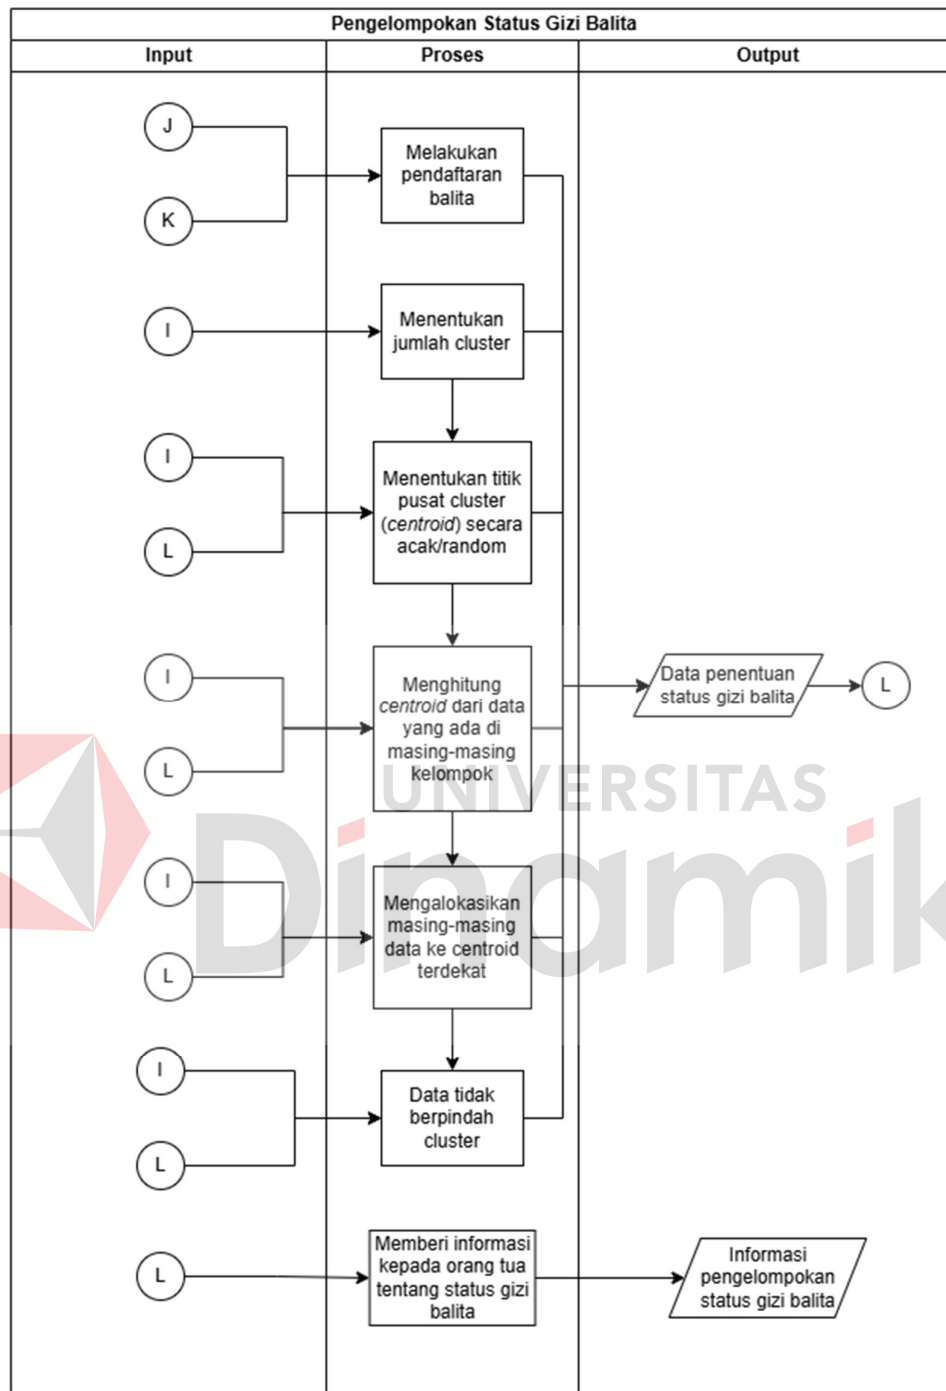 Pengelompokan Status Gizi Balita
Input
Proses
Output
J
K
Melakukan
pendaftaran
balita
I
Menentukan
jumlah cluster
I
L
Menentukan titik
pusat cluster
(centroid) secara
acak/random
I
L
Menghitung
centroid dari data
yang ada di
masing-masing
kelompok
Data penentuan
status gizi balita
L
UNIVERSITAS
Dinamik
I
L
Mengalokasikan
masing-masing
data ke centroid
terdekat
I
L
Data tidak
berpindah
cluster
L
Memberi informasi
kepada orang tua
tentang status gizi
balita
Informasi
pengelompokan
status gizi balita